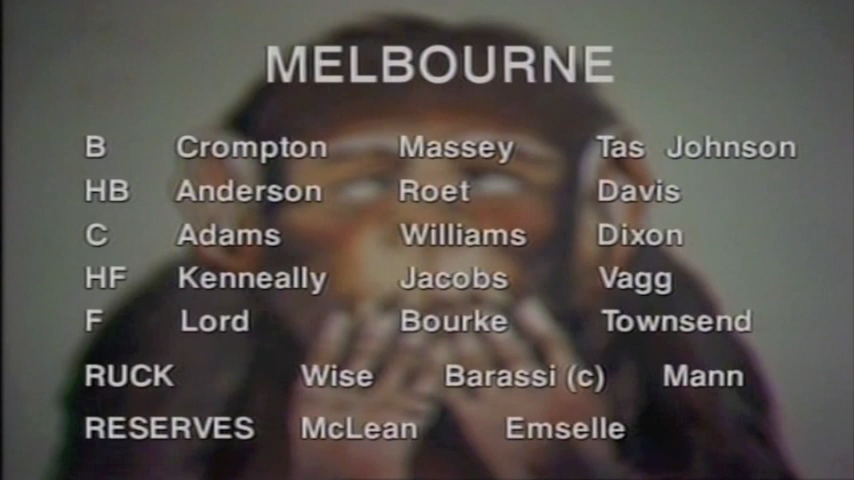 MELBOURNE
B Crompton Massey Tas Johnson
HB Anderson Roet Davis
C Adams Williams Dixon
HF Kenneally Jacobs Vagg
F Lord Bourke Townsend
RUCK Wise Barassi (c) Mann
RESERVES McLean Emselle